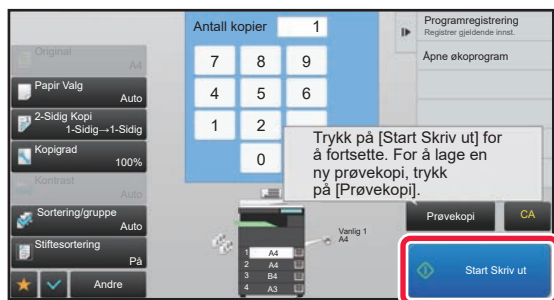 Original
A4
Papir Valg
Auto
2-Sidig Kopi
1-Sidig→1-Sidig
Kopigrad
100%
Kontrast
Auto
Sortering/gruppe
Auto
Stiftesortering
På
Andre
Antall kopier 1
7 8 9
4 5 6
1 2
0
Trykk på [Start Skriv ut] for
å fortsette. For å lage en
ny prøvekopi, trykk
på [Prøvekopi].
Vanlig 1
A4
1 A4
2 A4
3 B4
4 A3
Programregistrering
Registrer gjeldende innst.
Åpne økoprogram
Prøvekopi
CA
Start Skriv ut